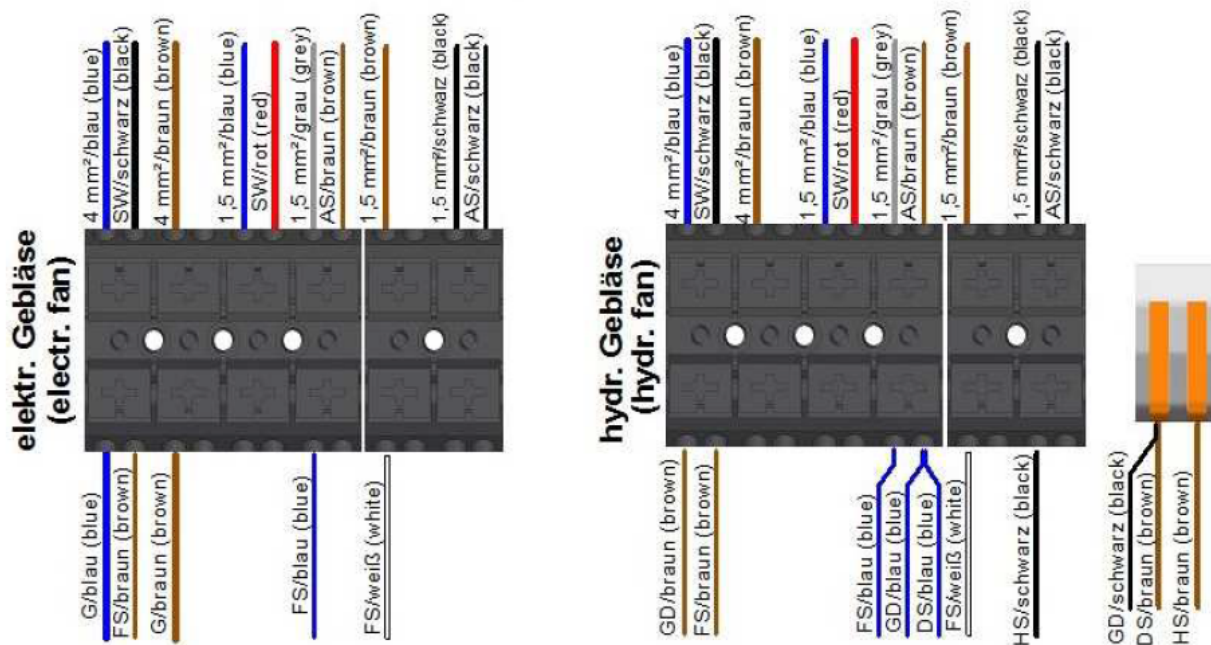 elektr. Gebläse
(electr. fan)
4 mm²/blau (blue)
SW/schwarz (black)
4 mm²/braun (brown)
1,5 mm²/blau (blue)
SW/rot (red)
1,5 mm²/grau (grey)
AS/braun (brown)
1,5 mm²/braun (brown)
1,5 mm²/schwarz (black)
AS/schwarz (black)
G/blau (blue)
FS/braun (brown)
G/braun (brown)
FS/blau (blue)
FS/weiß (white)
hydr. Gebläse
(hydr. fan)
4 mm²/blau (blue)
SW/schwarz (black)
4 mm²/braun (brown)
1,5 mm²/blau (blue)
SW/rot (red)
1,5 mm²/grau (grey)
AS/braun (brown)
1,5 mm²/braun (brown)
1,5 mm²/schwarz (black)
AS/schwarz (black)
GD/braun (brown)
FS/braun (brown)
FS/blau (blue)
GD/blau (blue)
DS/blau (blue)
FS/weiß (white)
HS/schwarz (black)
GD/schwarz (black)
DS/braun (brown)
HS/braun (brown)